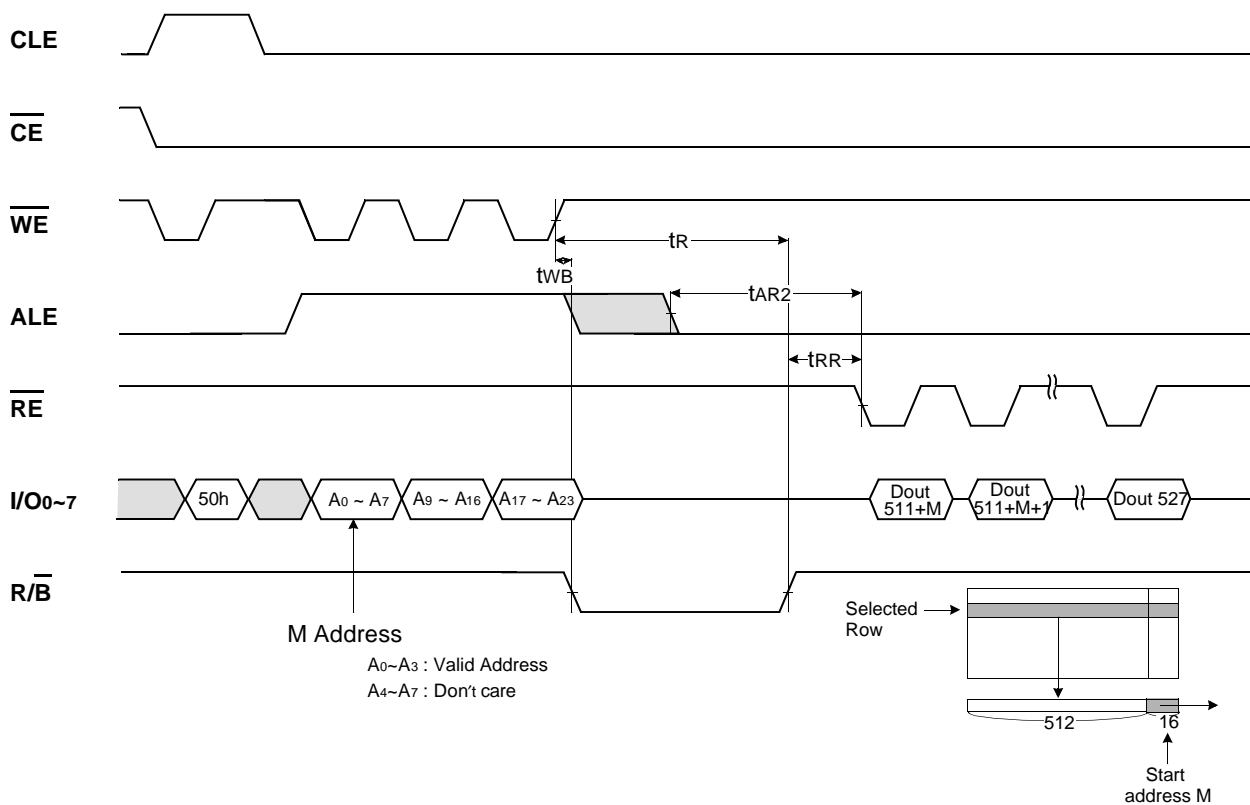 CLE
CE
WE
tR
tWB
tAR2
ALE
tRR
RE
I/O0~7
50h
A0 ~ A7
A9 ~ A16
A17 ~ A23
Dout
511+M
Dout
511+M+1
Dout 527
R/B
M Address
A0~A3 : Valid Address
A4~A7 : Don't care
Selected
Row
512
16
Start
address M